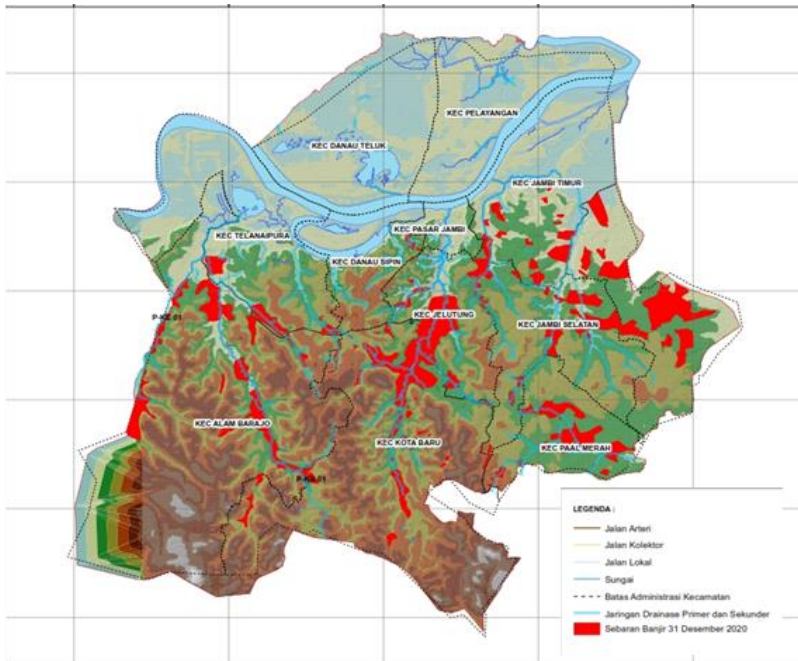 KEC PELAYANGAN
KEC DANAU TELUK
KEC JAMBI TIMUR
KEC PASAR JAMBI
KEC TELANAIPURA
KEC DANAU SIPIN
P-KE 01
KEC JELUTUNG
KEC JAMBI SELATAN
KEC ALAM BARAJO
KEC KOTA BARU
KEC PAAL MERAH
LEGENDA :
Jalan Arteri
Jalan Kolektor
Jalan Lokal
Sungai
Batas Administrasi Kecamatan
Jaringan Drainase Primer dan Sekunder
Sebaran Banjir 31 Desember 2020